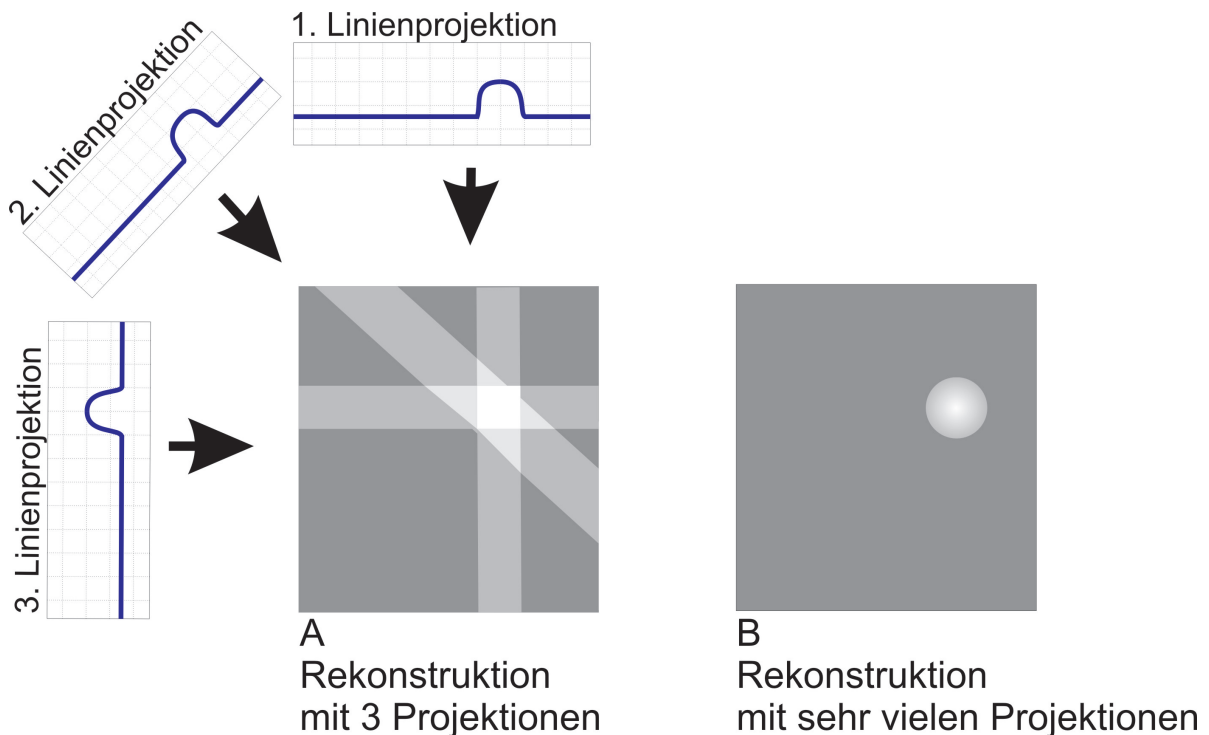 1. Linienprojektion
2. Linienprojektion
3. Linienprojektion
A
Rekonstruktion
mit 3 Projektionen
B
Rekonstruktion
mit sehr vielen Projektionen